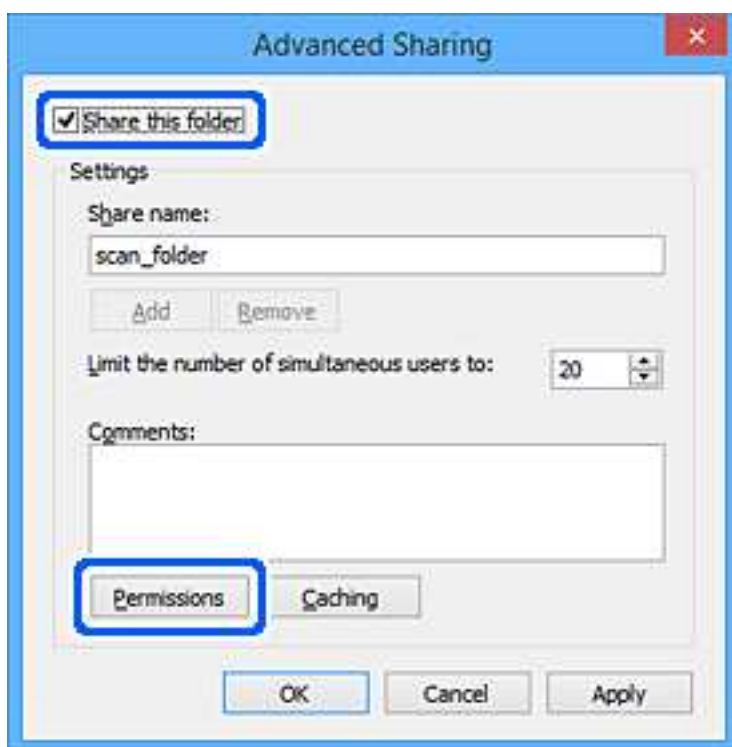 Advanced Sharing
Share this folder
Settings
Share name:
scan_folder
Add Remove
Limit the number of simultaneous users to: 20
Comments:
Permissions Caching
OK Cancel Apply